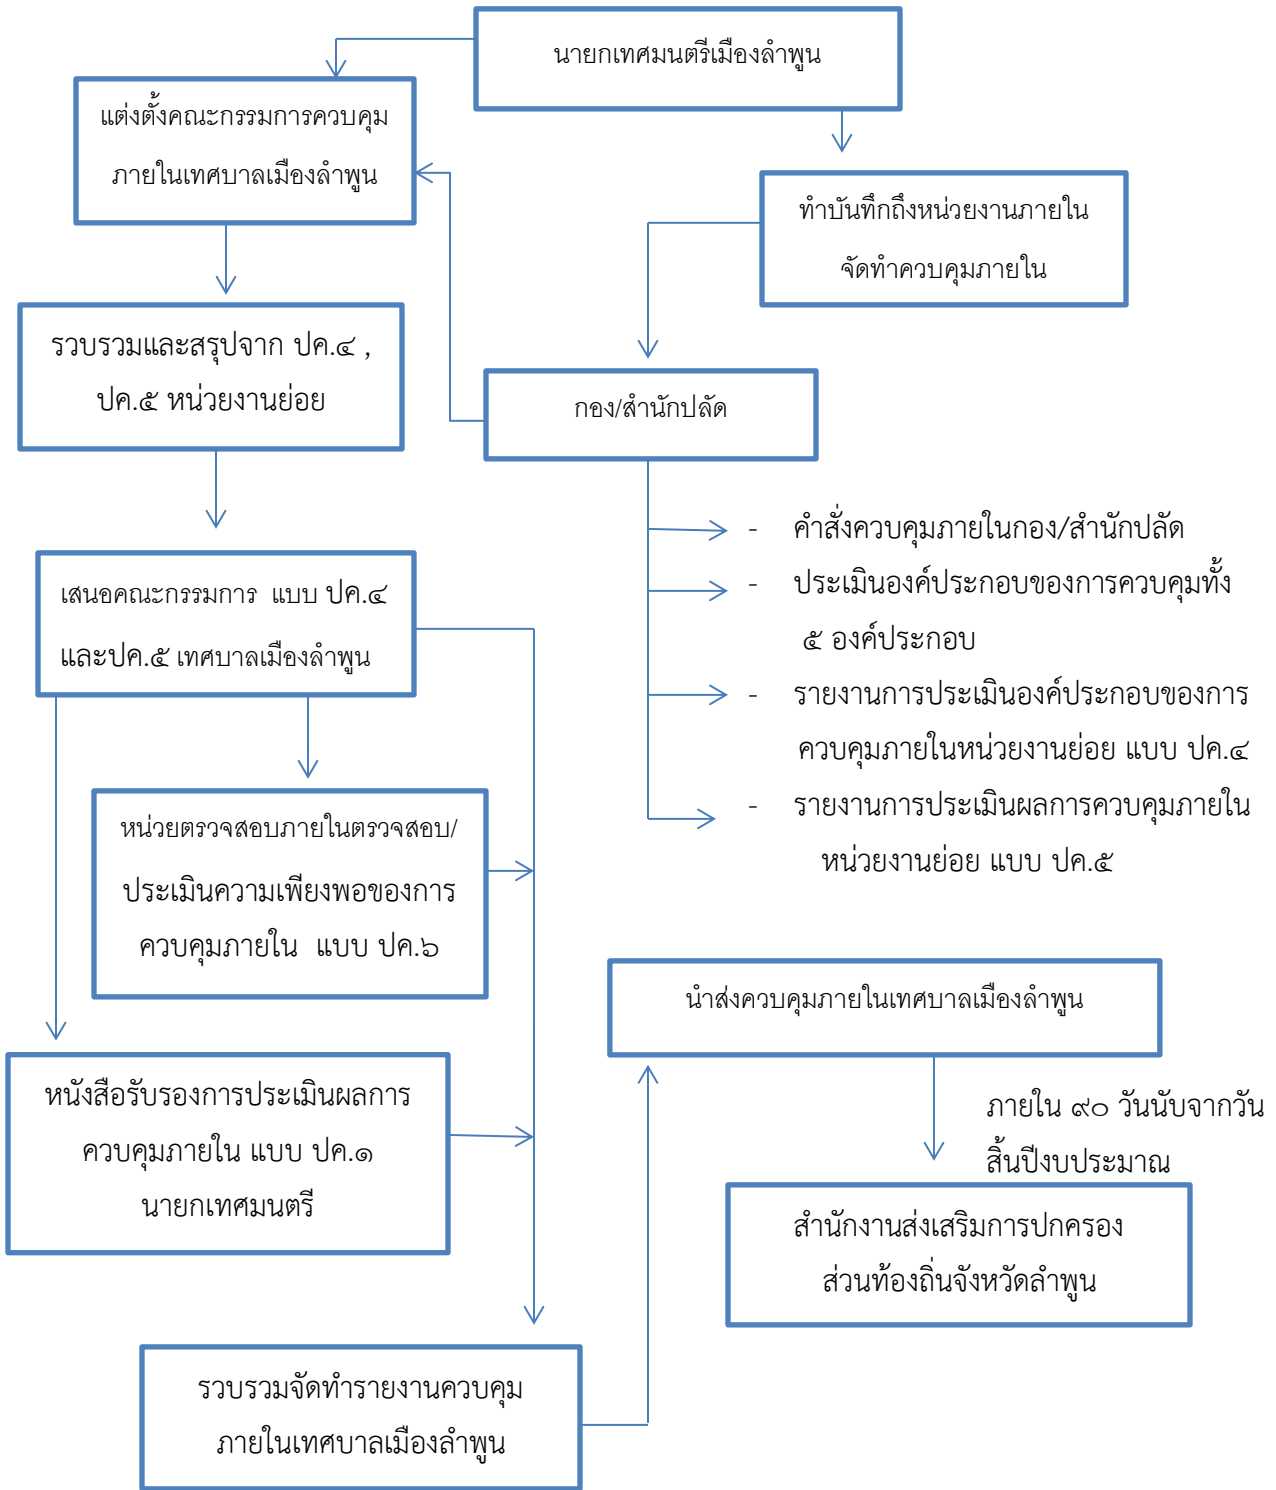 นายกเทศมนตรีเมืองลำพูน
แต่งตั้งคณะกรรมการควบคุม
ภายในเทศบาลเมืองลำพูน
ทำบันทึกถึงหน่วยงานภายใน
จัดทำควบคุมภายใน
รวบรวมและสรุปจาก ปค.๔ ,
ปค.๕ หน่วยงานย่อย
กอง/สำนักปลัด
- คำสั่งควบคุมภายในกอง/สำนักปลัด
- ประเมินองค์ประกอบของการควบคุมทั้ง
๕ องค์ประกอบ
- รายงานการประเมินองค์ประกอบของการ
ควบคุมภายในหน่วยงานย่อย แบบ ปค.๔
- รายงานการประเมินผลการควบคุมภายใน
หน่วยงานย่อย แบบ ปค.๕
เสนอคณะกรรมการ แบบ ปค.๔
และปค.๕ เทศบาลเมืองลำพูน
หน่วยตรวจสอบภายในตรวจสอบ/
ประเมินความเพียงพอของการ
ควบคุมภายใน แบบ ปค.๖
หนังสือรับรองการประเมินผลการ
ควบคุมภายใน แบบ ปค.๑
นายกเทศมนตรี
รวบรวมจัดทำรายงานควบคุม
ภายในเทศบาลเมืองลำพูน
นำส่งควบคุมภายในเทศบาลเมืองลำพูน
ภายใน ๙๐ วันนับจากวัน
สิ้นปีงบประมาณ
สำนักงานส่งเสริมการปกครอง
ส่วนท้องถิ่นจังหวัดลำพูน